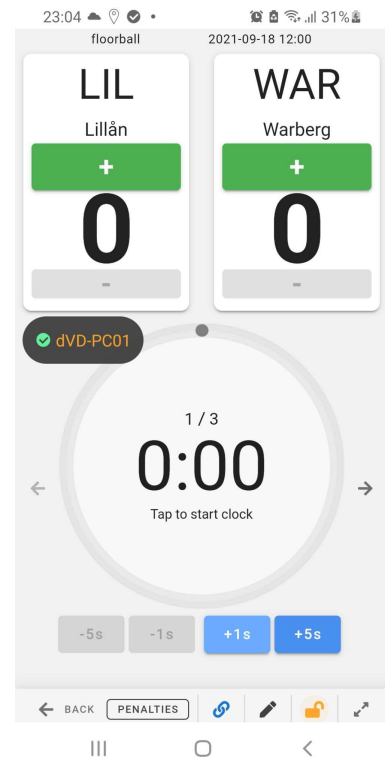 23:04 31%
floorball 2021-09-18 12:00
LIL WAR
Lillån Warberg
+ +
0 0
- -
dVD-PC01
1 / 3
0:00
Tap to start clock
-5s -1s +1s +5s
BACK PENALTIES